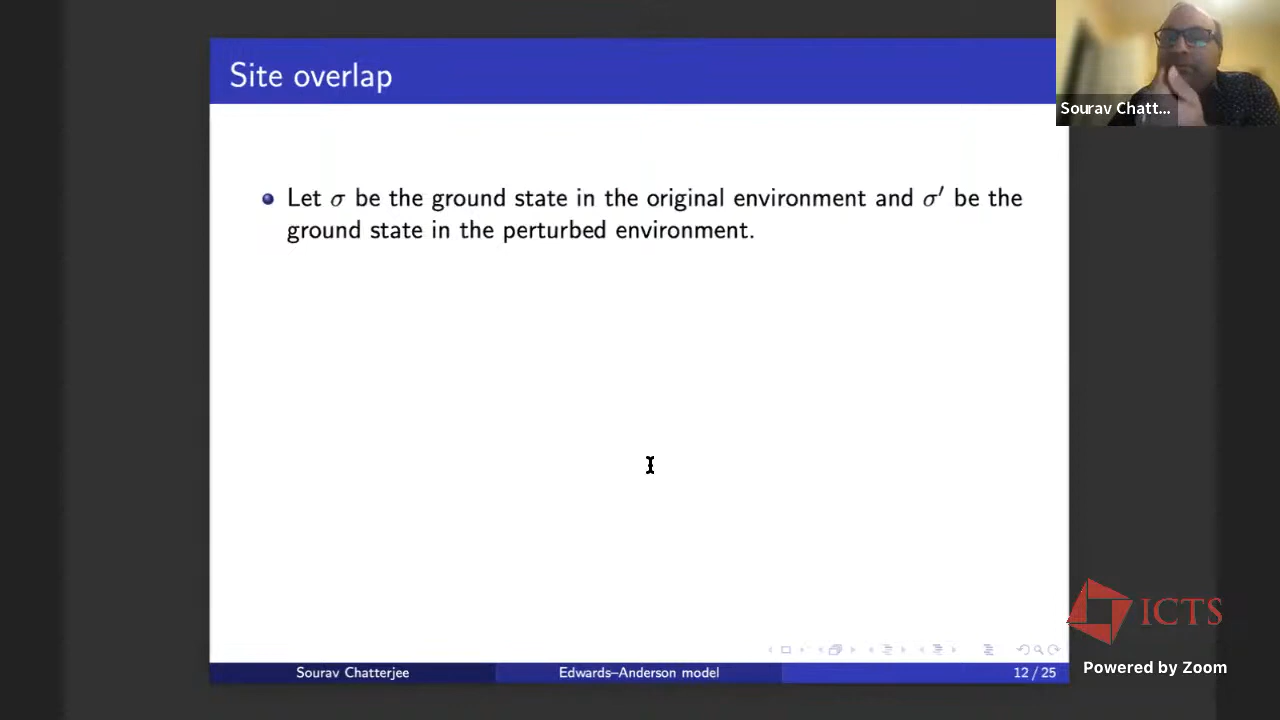 Site overlap
Sourav Chatt...
Let σ be the ground state in the original environment and σ′ be the
ground state in the perturbed environment.
ICTS
Powered by Zoom
Sourav Chatterjee
Edwards–Anderson model
12 / 25